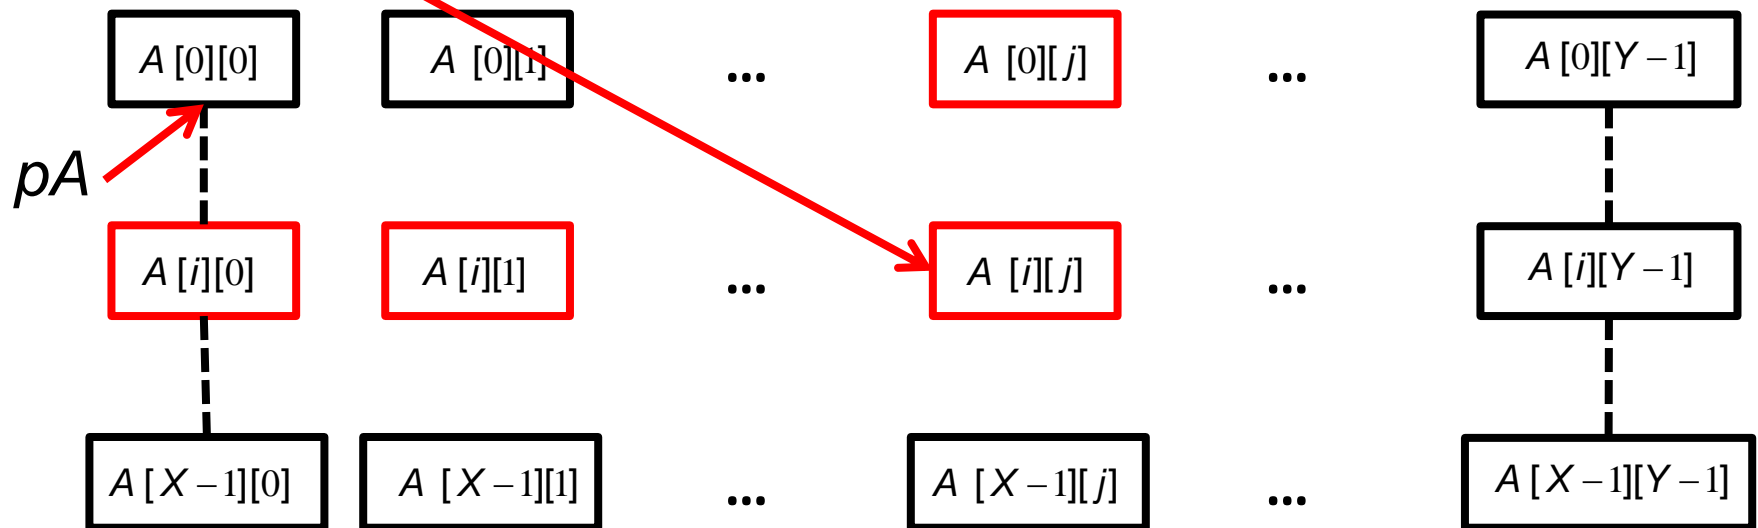 A [0][0] A [0][1] ... A [0][j] ... A [0][Y − 1]
pA
A [i][0] A [i][1] ... A [i][j] ... A [i][Y − 1]
A [X − 1][0] A [X − 1][1] ... A [X − 1][j] ... A [X − 1][Y − 1]